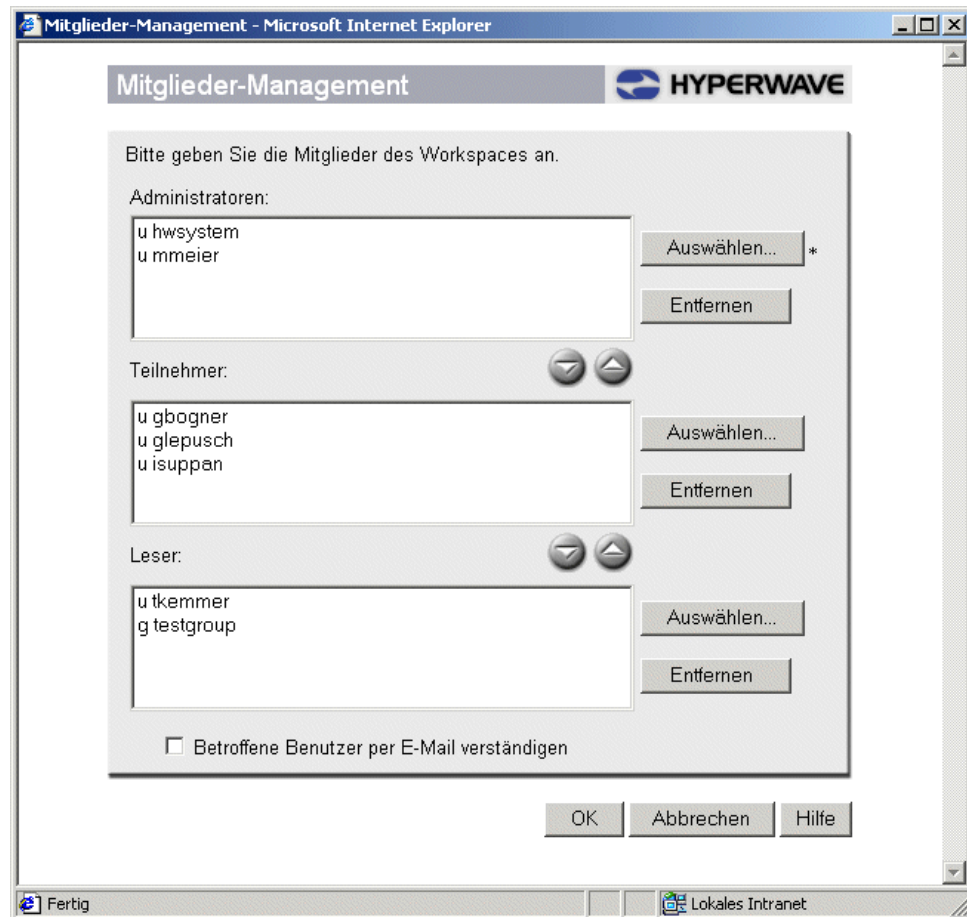 Mitglieder-Management - Microsoft Internet Explorer
Mitglieder-Management HYPERWAVE
Bitte geben Sie die Mitglieder des Workspaces an.
Administratoren:
u hwsystem
u mmeier
Auswählen... *
Entfernen
Teilnehmer:
u gbogner
u glepusch
u isuppan
Auswählen...
Entfernen
Leser:
u tkemmer
g testgroup
Auswählen...
Entfernen
Betroffene Benutzer per E-Mail verständigen
OK Abbrechen Hilfe
Fertig Lokales Intranet